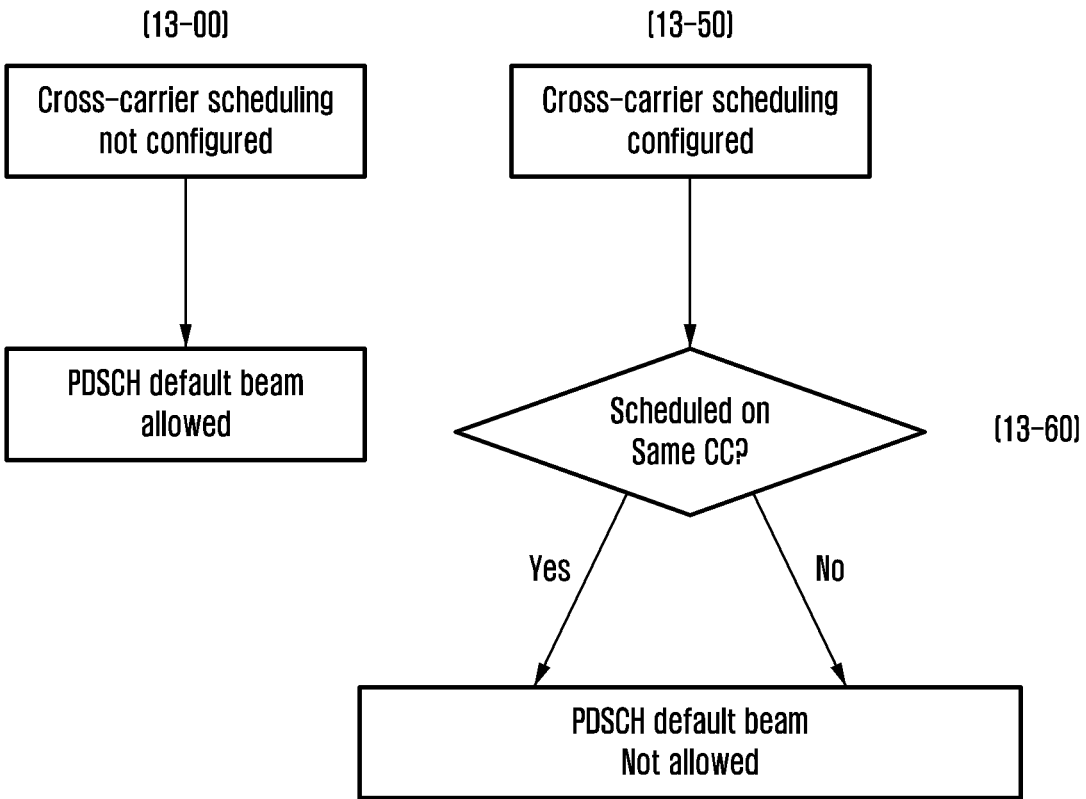 [13-00]
Cross-carrier scheduling
not configured
PDSCH default beam
allowed
[13-50]
Cross-carrier scheduling
configured
Scheduled on
Same CC?
[13-60]
Yes
No
PDSCH default beam
Not allowed